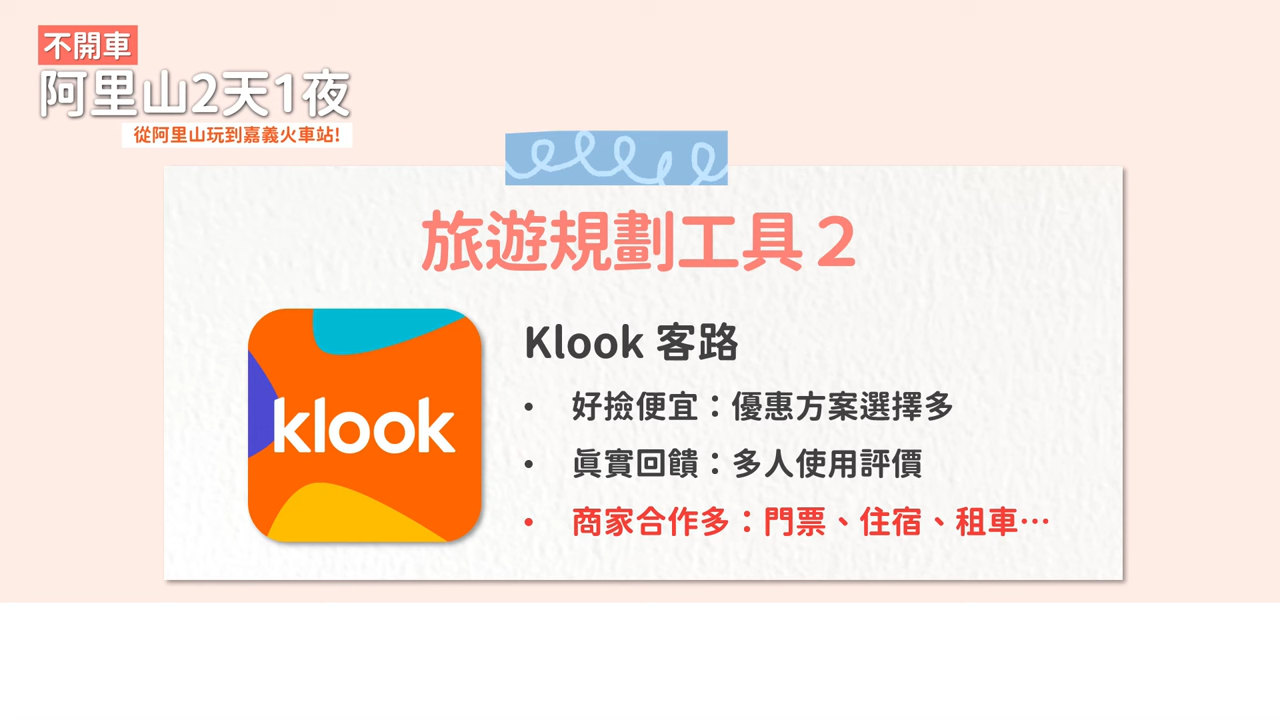 不開車
阿里山2天1夜
從阿里山玩到嘉義火車站!
旅遊規劃工具2
klook
Klook 客路
• 好撿便宜：優惠方案選擇多
• 真實回饋：多人使用評價
• 商家合作多：門票、住宿、租車…